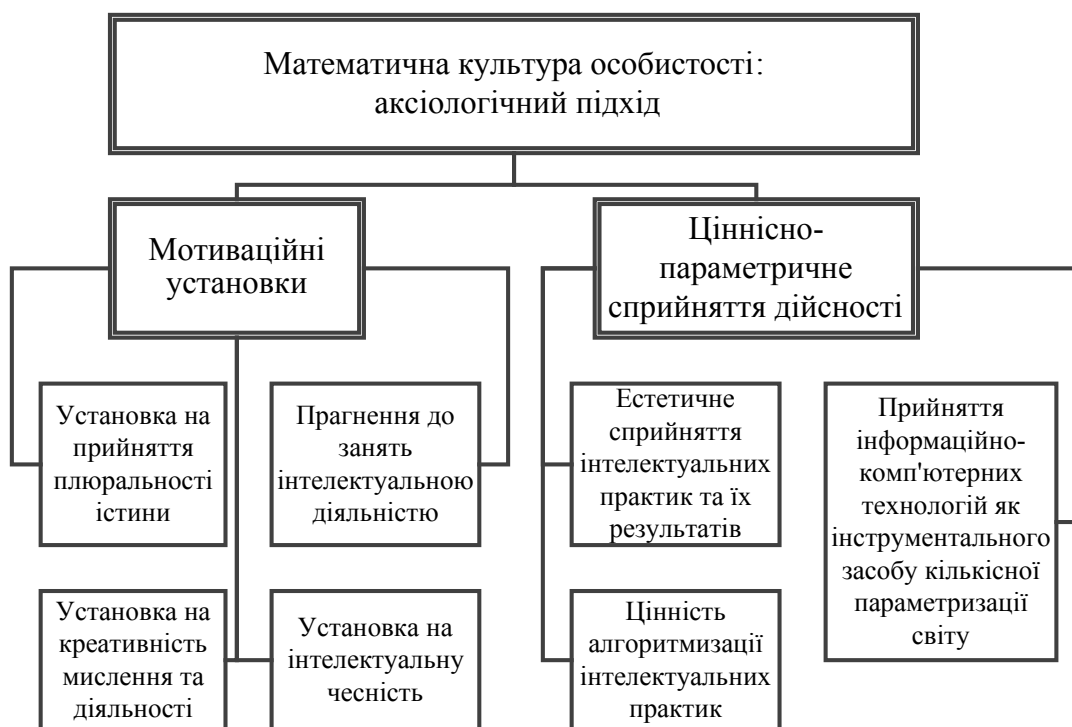 Математична культура особистості:
аксіологічний підхід
Мотиваційні
установки
Ціннісно-
параметричне
сприйняття дійсності
Установка на
прийняття
плюральності
істини
Прагнення до
занять
інтелектуальною
діяльністю
Естетичне
сприйняття
інтелектуальних
практик та їх
результатів
Прийняття
інформаційно-
комп'ютерних
технологій як
інструментального
засобу кількісної
параметризації
світу
Установка на
креативність
мислення та
діяльності
Установка на
інтелектуальну
чесність
Цінність
алгоритмизації
інтелектуальних
практик